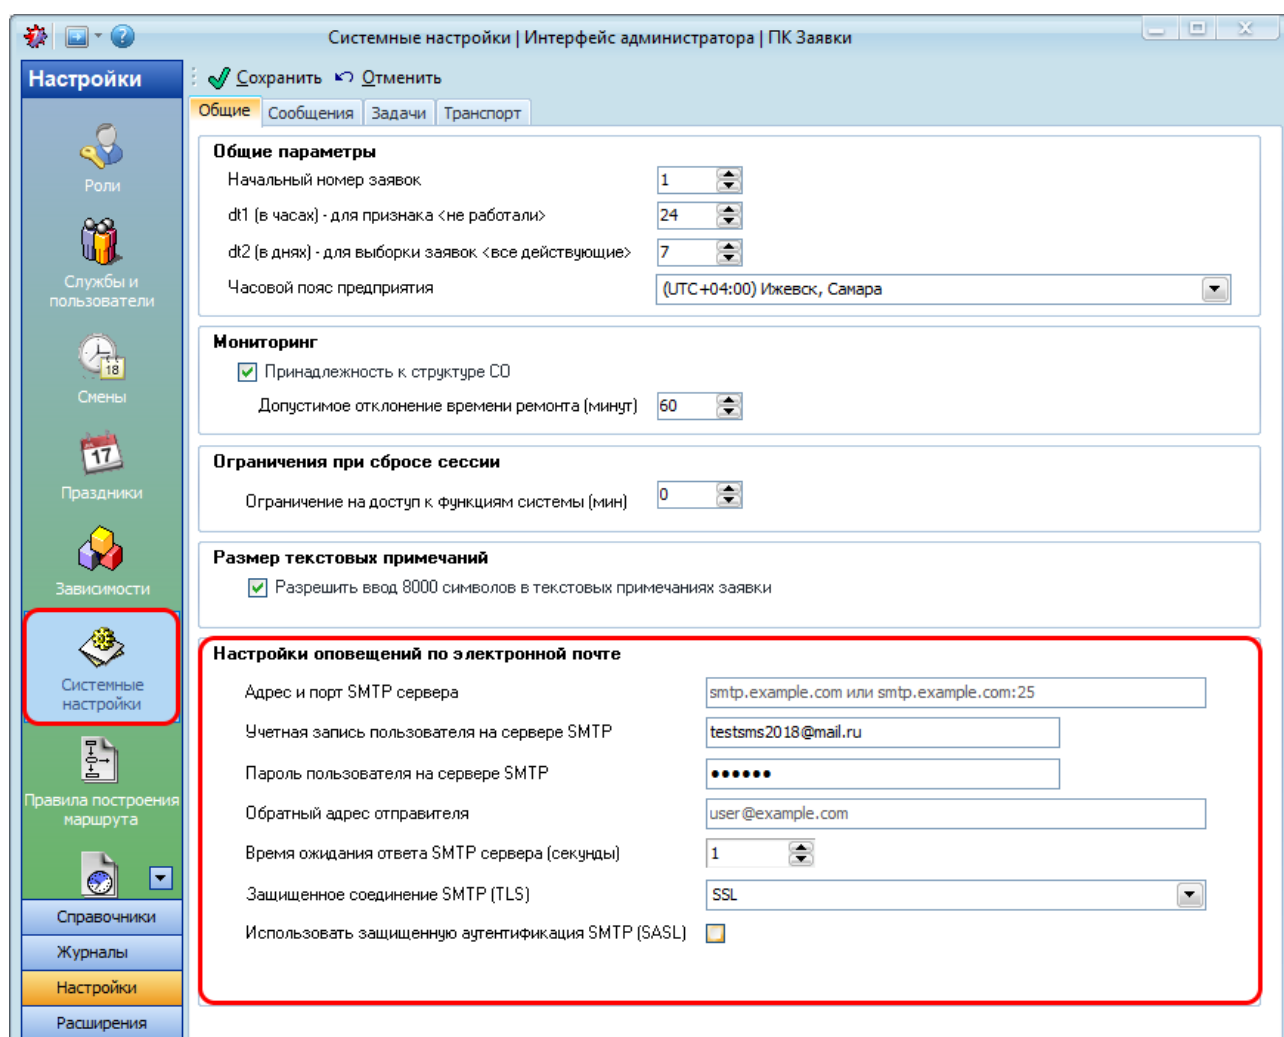 Системные настройки | Интерфейс администратора | ПК Заявки
Настройки
Сохранить
Отменить
Общие
Сообщения
Задачи
Транспорт
Роли
Службы и
пользователи
Смены
18
17
Праздники
Зависимости
Системные
настройки
Правила построения
маршрута
Справочники
Журналы
Настройки
Расширения
Общие параметры
Начальный номер заявок
1
dt1 (в часах) - для признака <не работали>
24
dt2 (в днях) - для выборки заявок <все действующие>
7
Часовой пояс предприятия
(UTC+04:00) Ижевск, Самара
Мониторинг
Принадлежность к структуре СО
Допустимое отклонение времени ремонта (минут)
60
Ограничения при сбросе сессии
Ограничение на доступ к функциям системы (мин)
0
Размер текстовых примечаний
Разрешить ввод 8000 символов в текстовых примечаниях заявки
Настройки оповещений по электронной почте
Адрес и порт SMTP сервера
smtp.example.com или smtp.example.com:25
Учетная запись пользователя на сервере SMTP
testsms2018@mail.ru
Пароль пользователя на сервере SMTP
●●●●●●
Обратный адрес отправителя
user@example.com
Время ожидания ответа SMTP сервера (секунды)
1
Защищенное соединение SMTP (TLS)
SSL
Использовать защищенную аутентификация SMTP (SASL)